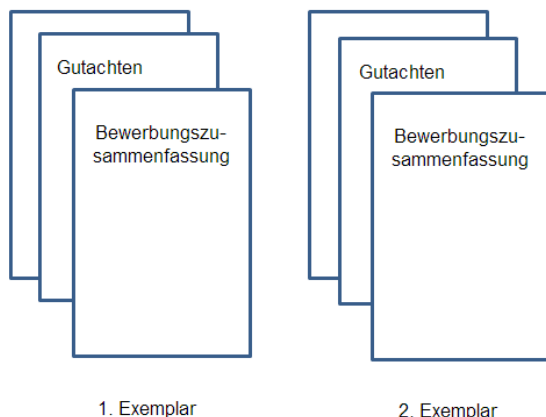 Gutachten
Bewerbungszu-
sammenfassung
1. Exemplar
Gutachten
Bewerbungszu-
sammenfassung
2. Exemplar